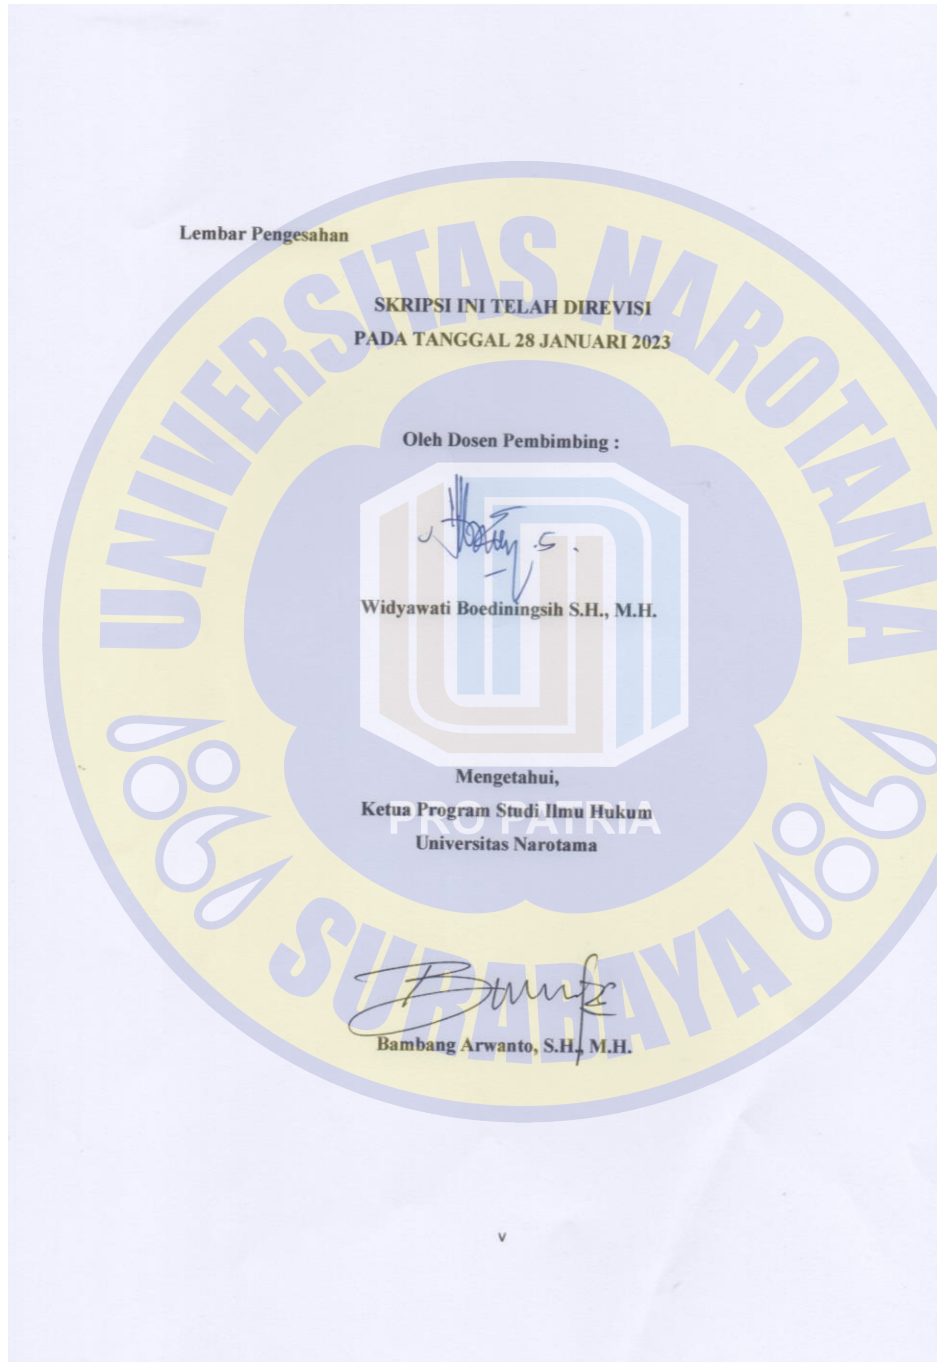 Lembar Pengesahan
SKRIPSI INI TELAH DIREVISI
PADA TANGGAL 28 JANUARI 2023
Oleh Dosen Pembimbing :
Widyawati Boediningsih S.H., M.H.
Mengetahui,
Ketua Program Studi Ilmu Hukum
Universitas Narotama
Bambang Arwanto, S.H., M.H.
v
UNIVERSITAS NAROTAMA
PRO PATRIA
SURABAYA